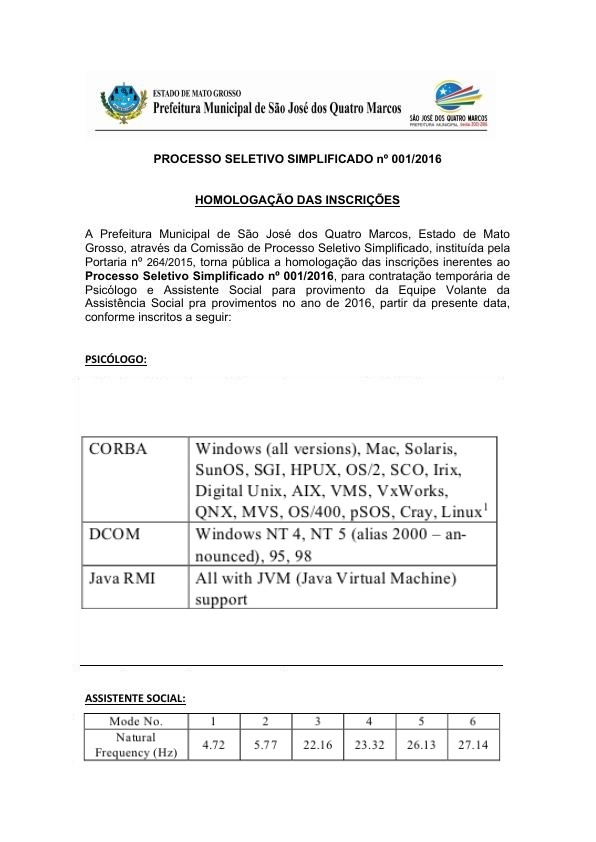 ESTADO DE MATO GROSSO
Prefeitura Municipal de São José dos Quatro Marcos
SÃO JOSÉ DOS QUATRO MARCOS
PREFEITURA MUNICIPAL Gestão 2013-2016
PROCESSO SELETIVO SIMPLIFICADO nº 001/2016
HOMOLOGAÇÃO DAS INSCRIÇÕES
A Prefeitura Municipal de São José dos Quatro Marcos, Estado de Mato
Grosso, através da Comissão de Processo Seletivo Simplificado, instituída pela
Portaria nº 264/2015, torna pública a homologação das inscrições inerentes ao
Processo Seletivo Simplificado nº 001/2016, para contratação temporária de
Psicólogo e Assistente Social para provimento da Equipe Volante da
Assistência Social pra provimentos no ano de 2016, partir da presente data,
conforme inscritos a seguir:
PSICÓLOGO:
CORBA Windows (all versions), Mac, Solaris,
SunOS, SGI, HPUX, OS/2, SCO, Irix,
Digital Unix, AIX, VMS, VxWorks,
QNX, MVS, OS/400, pSOS, Cray, Linux¹
DCOM Windows NT 4, NT 5 (alias 2000 – an-
nounced), 95, 98
Java RMI All with JVM (Java Virtual Machine)
support
ASSISTENTE SOCIAL:
Mode No. 1 2 3 4 5 6
Natural
Frequency (Hz) 4.72 5.77 22.16 23.32 26.13 27.14